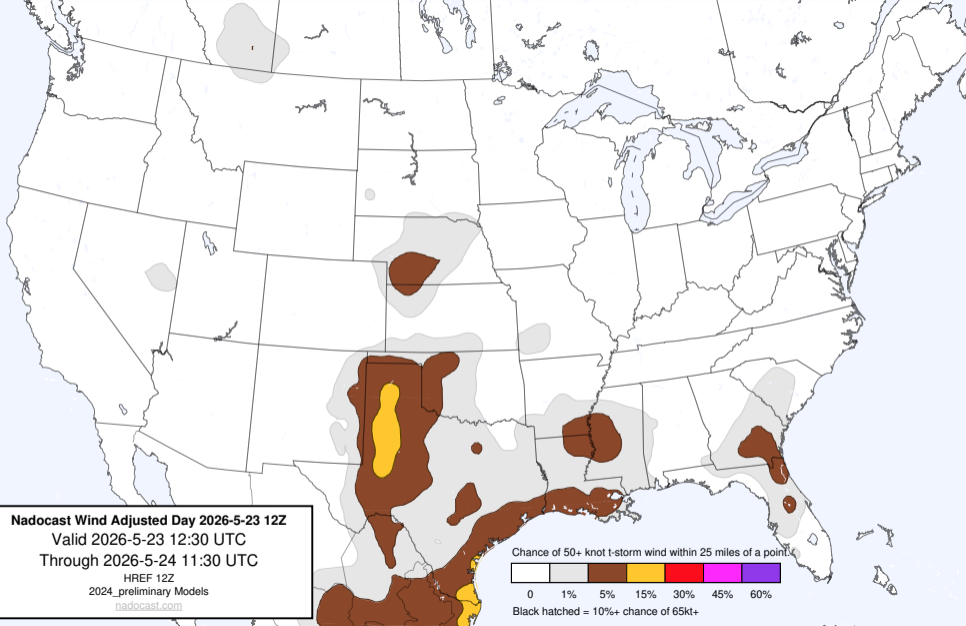 Nadocast Wind Adjusted Day 2026-5-23 12Z
Valid 2026-5-23 12:30 UTC
Through 2026-5-24 11:30 UTC
HREF 12Z
2024_preliminary Models
nadocast.com
Chance of 50+ knot t-storm wind within 25 miles of a point.
0 1% 5% 15% 30% 45% 60%
Black hatched = 10%+ chance of 65kt+